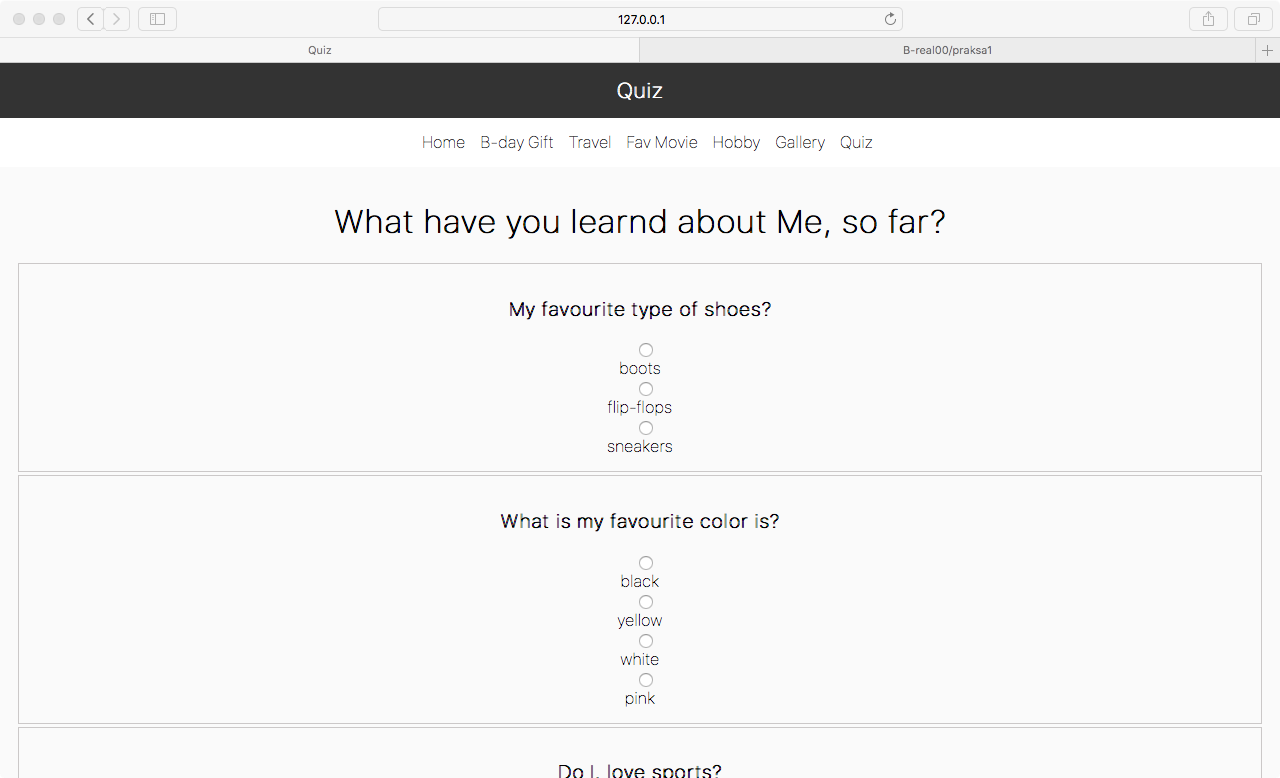 127.0.0.1
Quiz
B-real00/praksa1
Quiz
Home B-day Gift Travel Fav Movie Hobby Gallery Quiz
What have you learnd about Me, so far?
My favourite type of shoes?
boots
flip-flops
sneakers
What is my favourite color is?
black
yellow
white
pink
Do I, love sports?